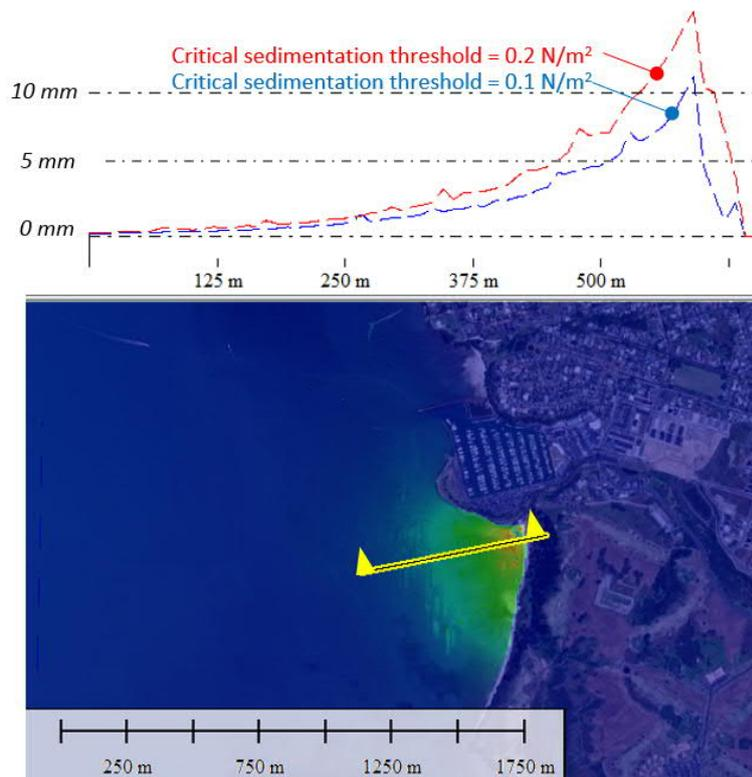 Critical sedimentation threshold = 0.2 N/m²
Critical sedimentation threshold = 0.1 N/m²
10 mm
5 mm
0 mm
125 m 250 m 375 m 500 m
250 m 750 m 1250 m 1750 m